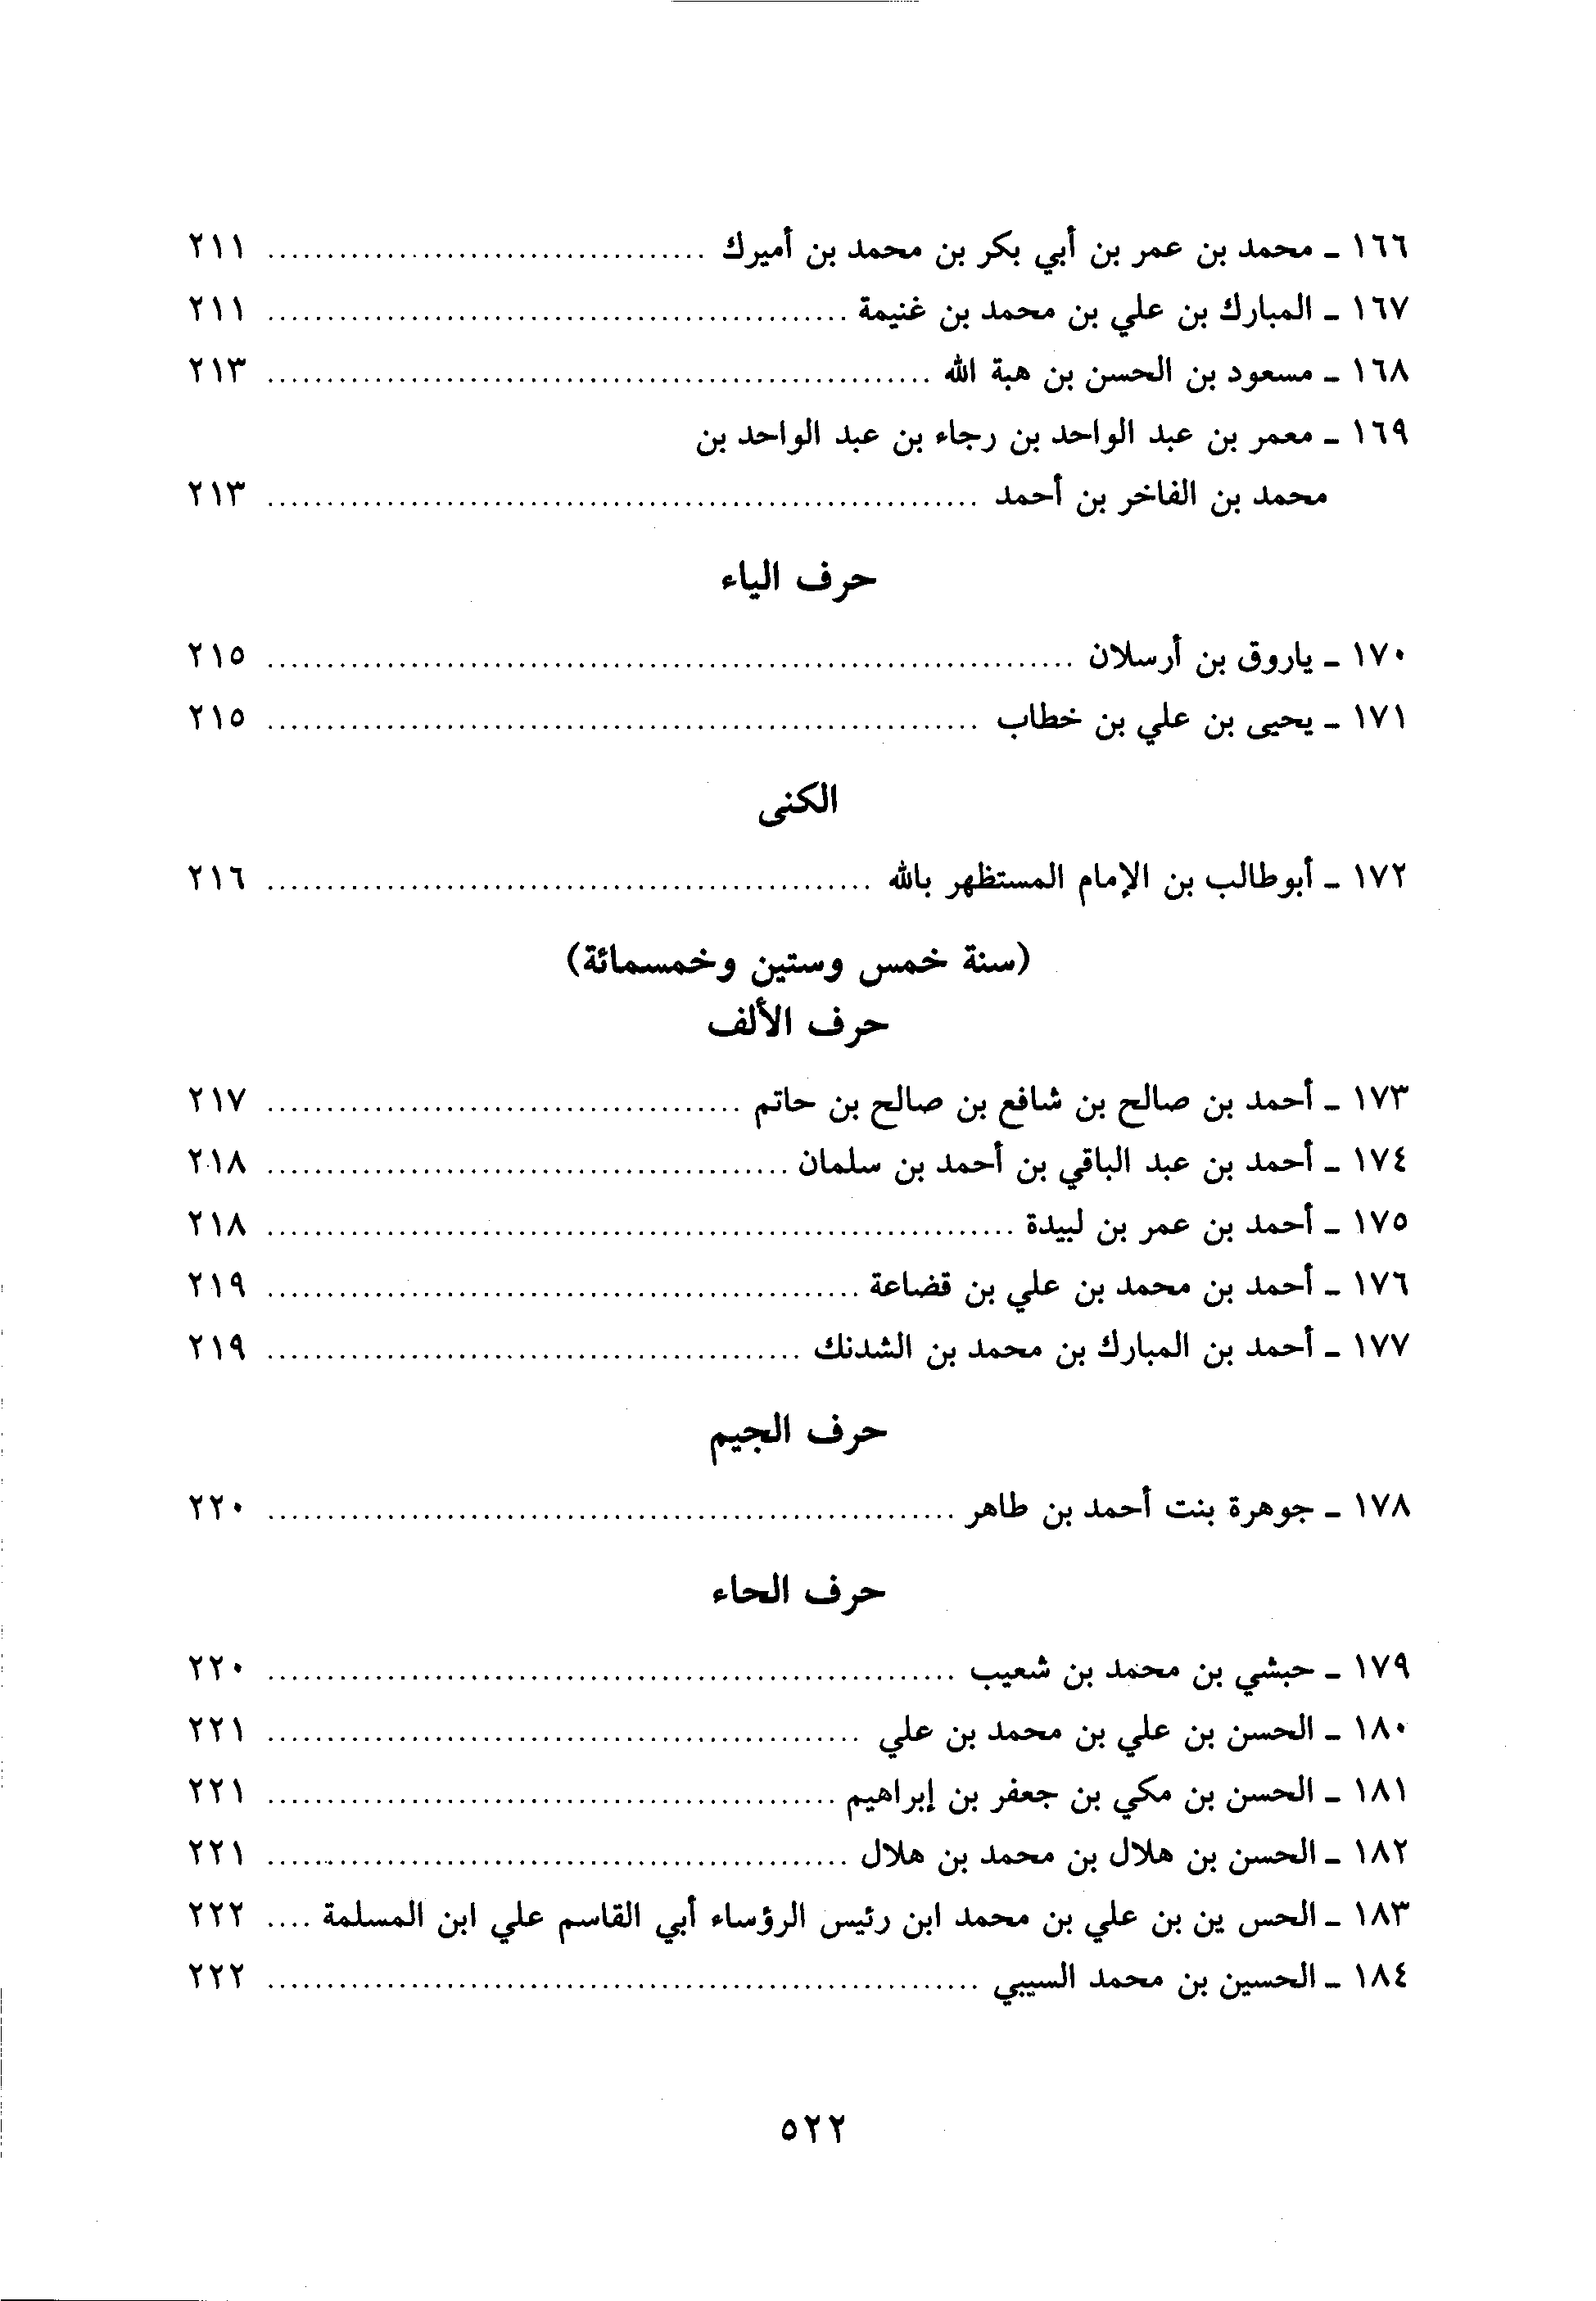 ١٦٦ ـ محمد بن عمر بن أبي بكر بن محمد بن أميرك ..................................... ٢١١
١٦٧ ـ المبارك بن علي بن محمد بن غنيمة ................................................. ٢١١
١٦٨ ـ مسعود بن الحسن بن هبة الله ........................................................ ٢١٣
١٦٩ ـ معمر بن عبد الواحد بن رجاء بن عبد الواحد بن
محمد بن الفاخر بن أحمد ............................................................ ٢١٣
حرف الياء
١٧٠ ـ ياروق بن أرسلان .................................................................... ٢١٥
١٧١ ـ يحيى بن علي بن خطاب ............................................................ ٢١٥
الكنى
١٧٢ ـ أبوطالب بن الإمام المستظهر بالله ................................................... ٢١٦
(سنة خمس وستين وخمسمائة)
حرف الألف
١٧٣ ـ أحمد بن صالح بن شافع بن صالح بن حاتم ........................................ ٢١٧
١٧٤ ـ أحمد بن عبد الباقي بن أحمد بن سلمان ............................................ ٢١٨
١٧٥ ـ أحمد بن عمر بن لبيدة ............................................................... ٢١٨
١٧٦ ـ أحمد بن محمد بن علي بن قضاعة .................................................. ٢١٩
١٧٧ ـ أحمد بن المبارك بن محمد بن الشدنك ............................................. ٢١٩
حرف الجيم
١٧٨ ـ جوهرة بنت أحمد بن طاهر .......................................................... ٢٢٠
حرف الحاء
١٧٩ ـ حبشي بن محمد بن شعيب .......................................................... ٢٢٠
١٨٠ ـ الحسن بن علي بن محمد بن علي .................................................. ٢٢١
١٨١ ـ الحسن بن مكي بن جعفر بن إبراهيم ................................................ ٢٢١
١٨٢ ـ الحسن بن هلال بن محمد بن هلال ................................................. ٢٢١
١٨٣ ـ الحس ين بن علي بن محمد ابن رئيس الرؤساء أبي القاسم علي ابن المسلمة .... ٢٢٢
١٨٤ ـ الحسين بن محمد السيبي ............................................................ ٢٢٢
٥٢٢